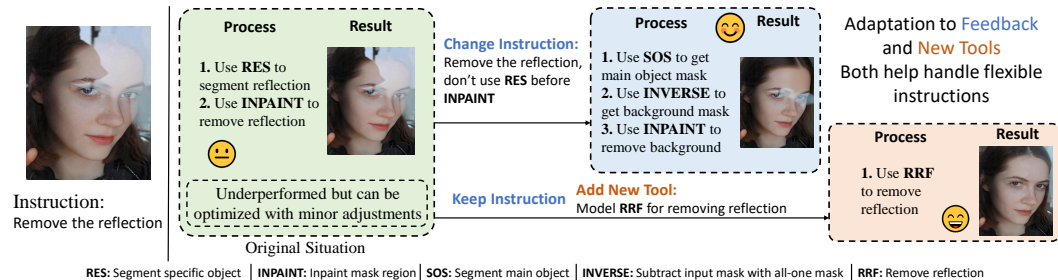 Instruction:
Remove the reflection
Process
Result
1. Use RES to
segment reflection
2. Use INPAINT to
remove reflection
Underperformed but can be
optimized with minor adjustments
Original Situation
Change Instruction:
Remove the reflection,
don't use RES before
INPAINT
Process
Result
1. Use SOS to get
main object mask
2. Use INVERSE to
get background mask
3. Use INPAINT to
remove background
Keep Instruction
Add New Tool:
Model RRF for removing reflection
Adaptation to Feedback
and New Tools
Both help handle flexible
instructions
Process
Result
1. Use RRF
to remove
reflection
RES: Segment specific object | INPAINT: Inpaint mask region | SOS: Segment main object | INVERSE: Subtract input mask with all-one mask | RRF: Remove reflection